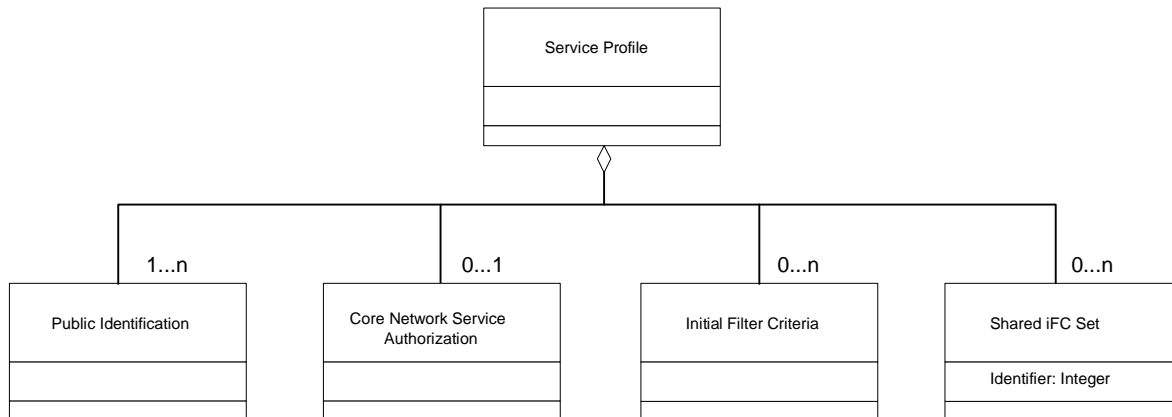 Service Profile
1...n
0...1
0...n
0...n
Public Identification
Core Network Service
Authorization
Initial Filter Criteria
Shared iFC Set
Identifier: Integer